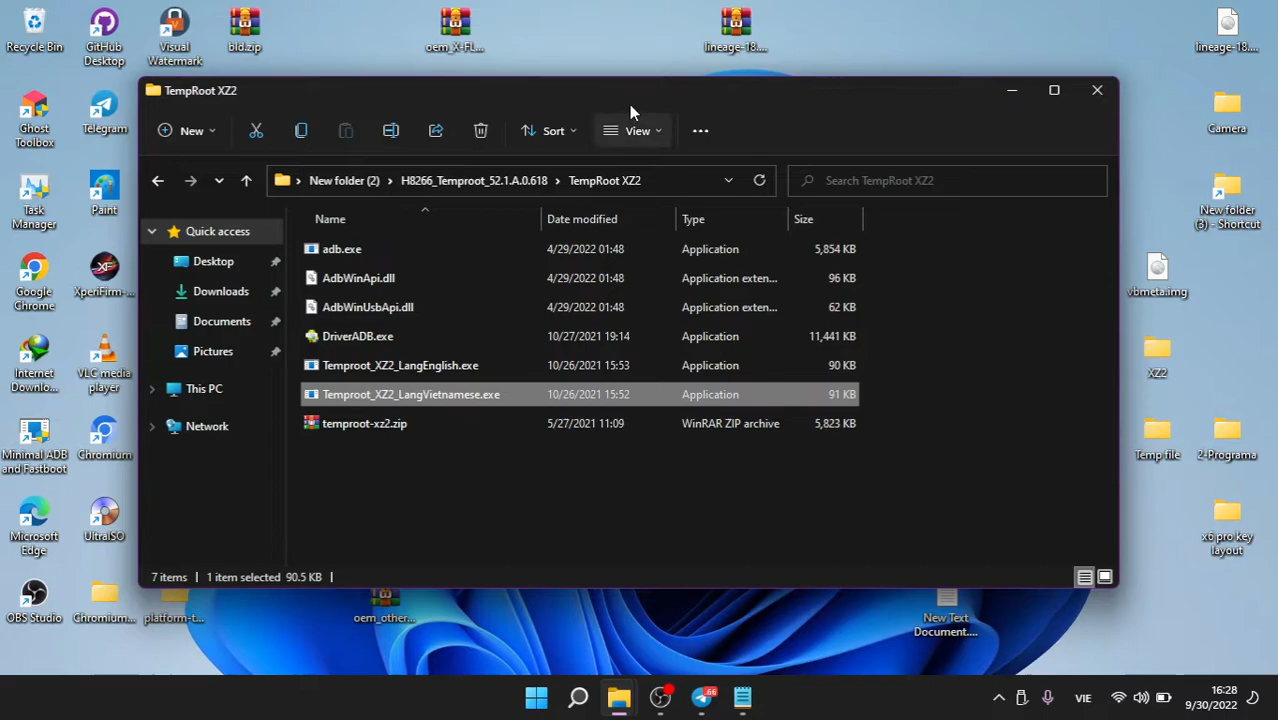 Recycle Bin
GitHub
Desktop
Visual
Watermark
bld.zip
oem_X-FL...
lineage-18....
lineage-18....
TempRoot XZ2
New
Sort
View
New folder (2) › H8266_Temproot_52.1.A.0.618 › TempRoot XZ2
Search TempRoot XZ2
Ghost
Toolbox
Telegram
Camera
Task
Manager
Paint
New folder
(3) - Shortcut
Google
Chrome
XperiFirm-...
vbmeta.img
Internet
Downlo...
VLC media
player
XZ2
Minimal ADB
and Fastboot
Chromium
Temp file
2-Programa
Microsoft
Edge
UltraISO
x6 pro key
layout
OBS Studio
Chromium...
platform-t...
oem_other...
New Text
Document....
Quick access
Desktop
Downloads
Documents
Pictures
This PC
Network
Name Date modified Type Size
adb.exe 4/29/2022 01:48 Application 5,854 KB
AdbWinApi.dll 4/29/2022 01:48 Application exten... 96 KB
AdbWinUsbApi.dll 4/29/2022 01:48 Application exten... 62 KB
DriverADB.exe 10/27/2021 19:14 Application 11,441 KB
Temproot_XZ2_LangEnglish.exe 10/26/2021 15:53 Application 90 KB
Temproot_XZ2_LangVietnamese.exe 10/26/2021 15:52 Application 91 KB
temproot-xz2.zip 5/27/2021 11:09 WinRAR ZIP archive 5,823 KB
7 items 1 item selected 90.5 KB
66
VIE
16:28
9/30/2022